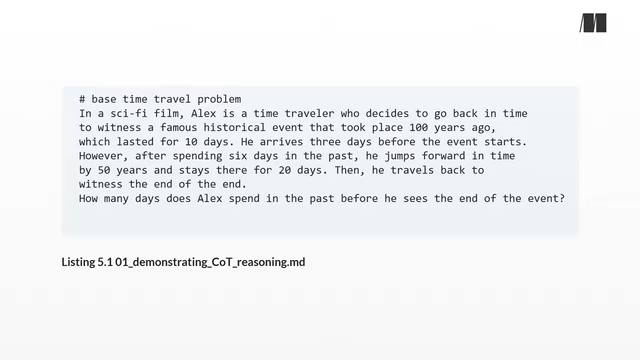 # base time travel problem
In a sci-fi film, Alex is a time traveler who decides to go back in time
to witness a famous historical event that took place 100 years ago,
which lasted for 10 days. He arrives three days before the event starts.
However, after spending six days in the past, he jumps forward in time
by 50 years and stays there for 20 days. Then, he travels back to
witness the end of the end.
How many days does Alex spend in the past before he sees the end of the event?
Listing 5.1 01_demonstrating_CoT_reasoning.md